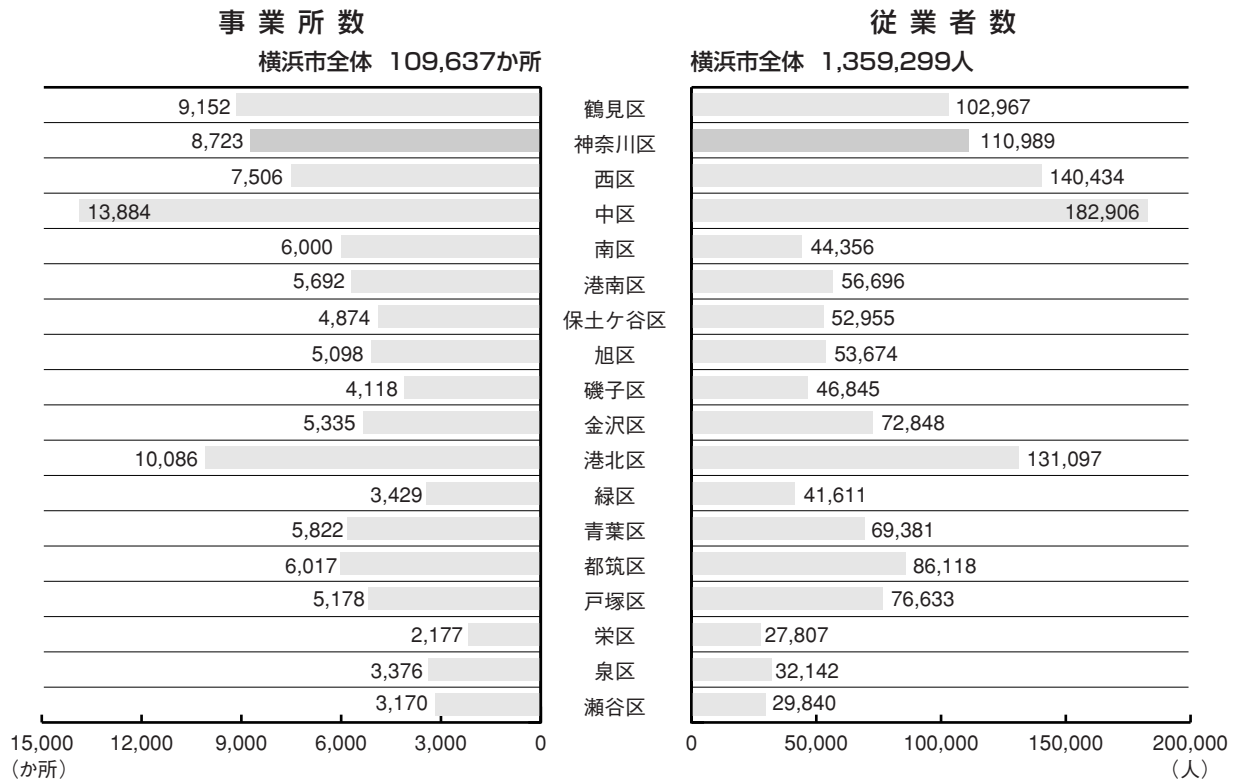 事業所数 従業者数
横浜市全体 109,637か所 横浜市全体 1,359,299人
9,152 鶴見区 102,967
8,723 神奈川区 110,989
7,506 西区 140,434
13,884 中区 182,906
6,000 南区 44,356
5,692 港南区 56,696
4,874 保土ケ谷区 52,955
5,098 旭区 53,674
4,118 磯子区 46,845
5,335 金沢区 72,848
10,086 港北区 131,097
3,429 緑区 41,611
5,822 青葉区 69,381
6,017 都筑区 86,118
5,178 戸塚区 76,633
2,177 栄区 27,807
3,376 泉区 32,142
3,170 瀬谷区 29,840
15,000 12,000 9,000 6,000 3,000 0 0 50,000 100,000 150,000 200,000
（か所） （人）